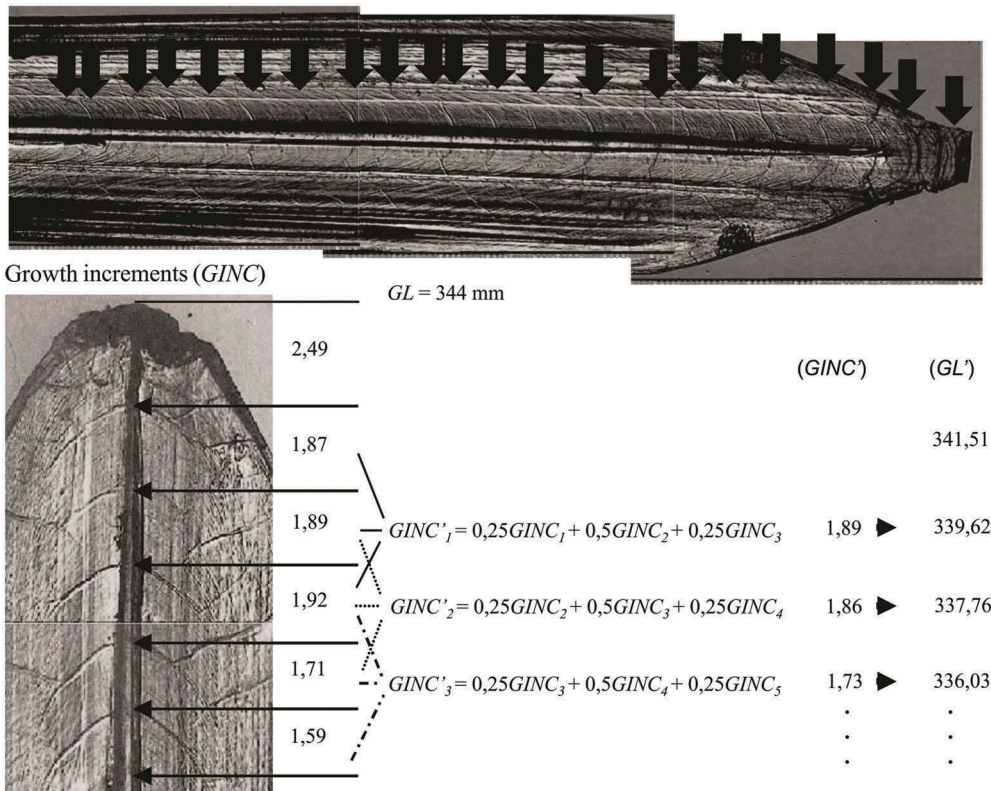 Growth increments (GINC)
GL = 344 mm
2,49
(GINC') (GL')
1,87
341,51
1,89
GINC'₁ = 0,25GINC₁ + 0,5GINC₂ + 0,25GINC₃ 1,89 339,62
1,92
GINC'₂ = 0,25GINC₂ + 0,5GINC₃ + 0,25GINC₄ 1,86 337,76
1,71
GINC'₃ = 0,25GINC₃ + 0,5GINC₄ + 0,25GINC₅ 1,73 336,03
1,59